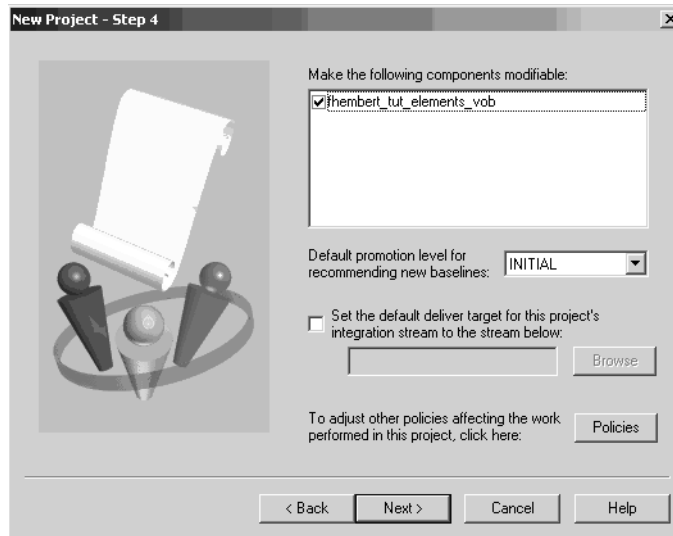 New Project - Step 4
Make the following components modifiable:
fhembert_tut_elements_vob
Default promotion level for
recommending new baselines:
INITIAL
Set the default deliver target for this project's
integration stream to the stream below:
Browse
To adjust other policies affecting the work
performed in this project, click here:
Policies
< Back
Next >
Cancel
Help